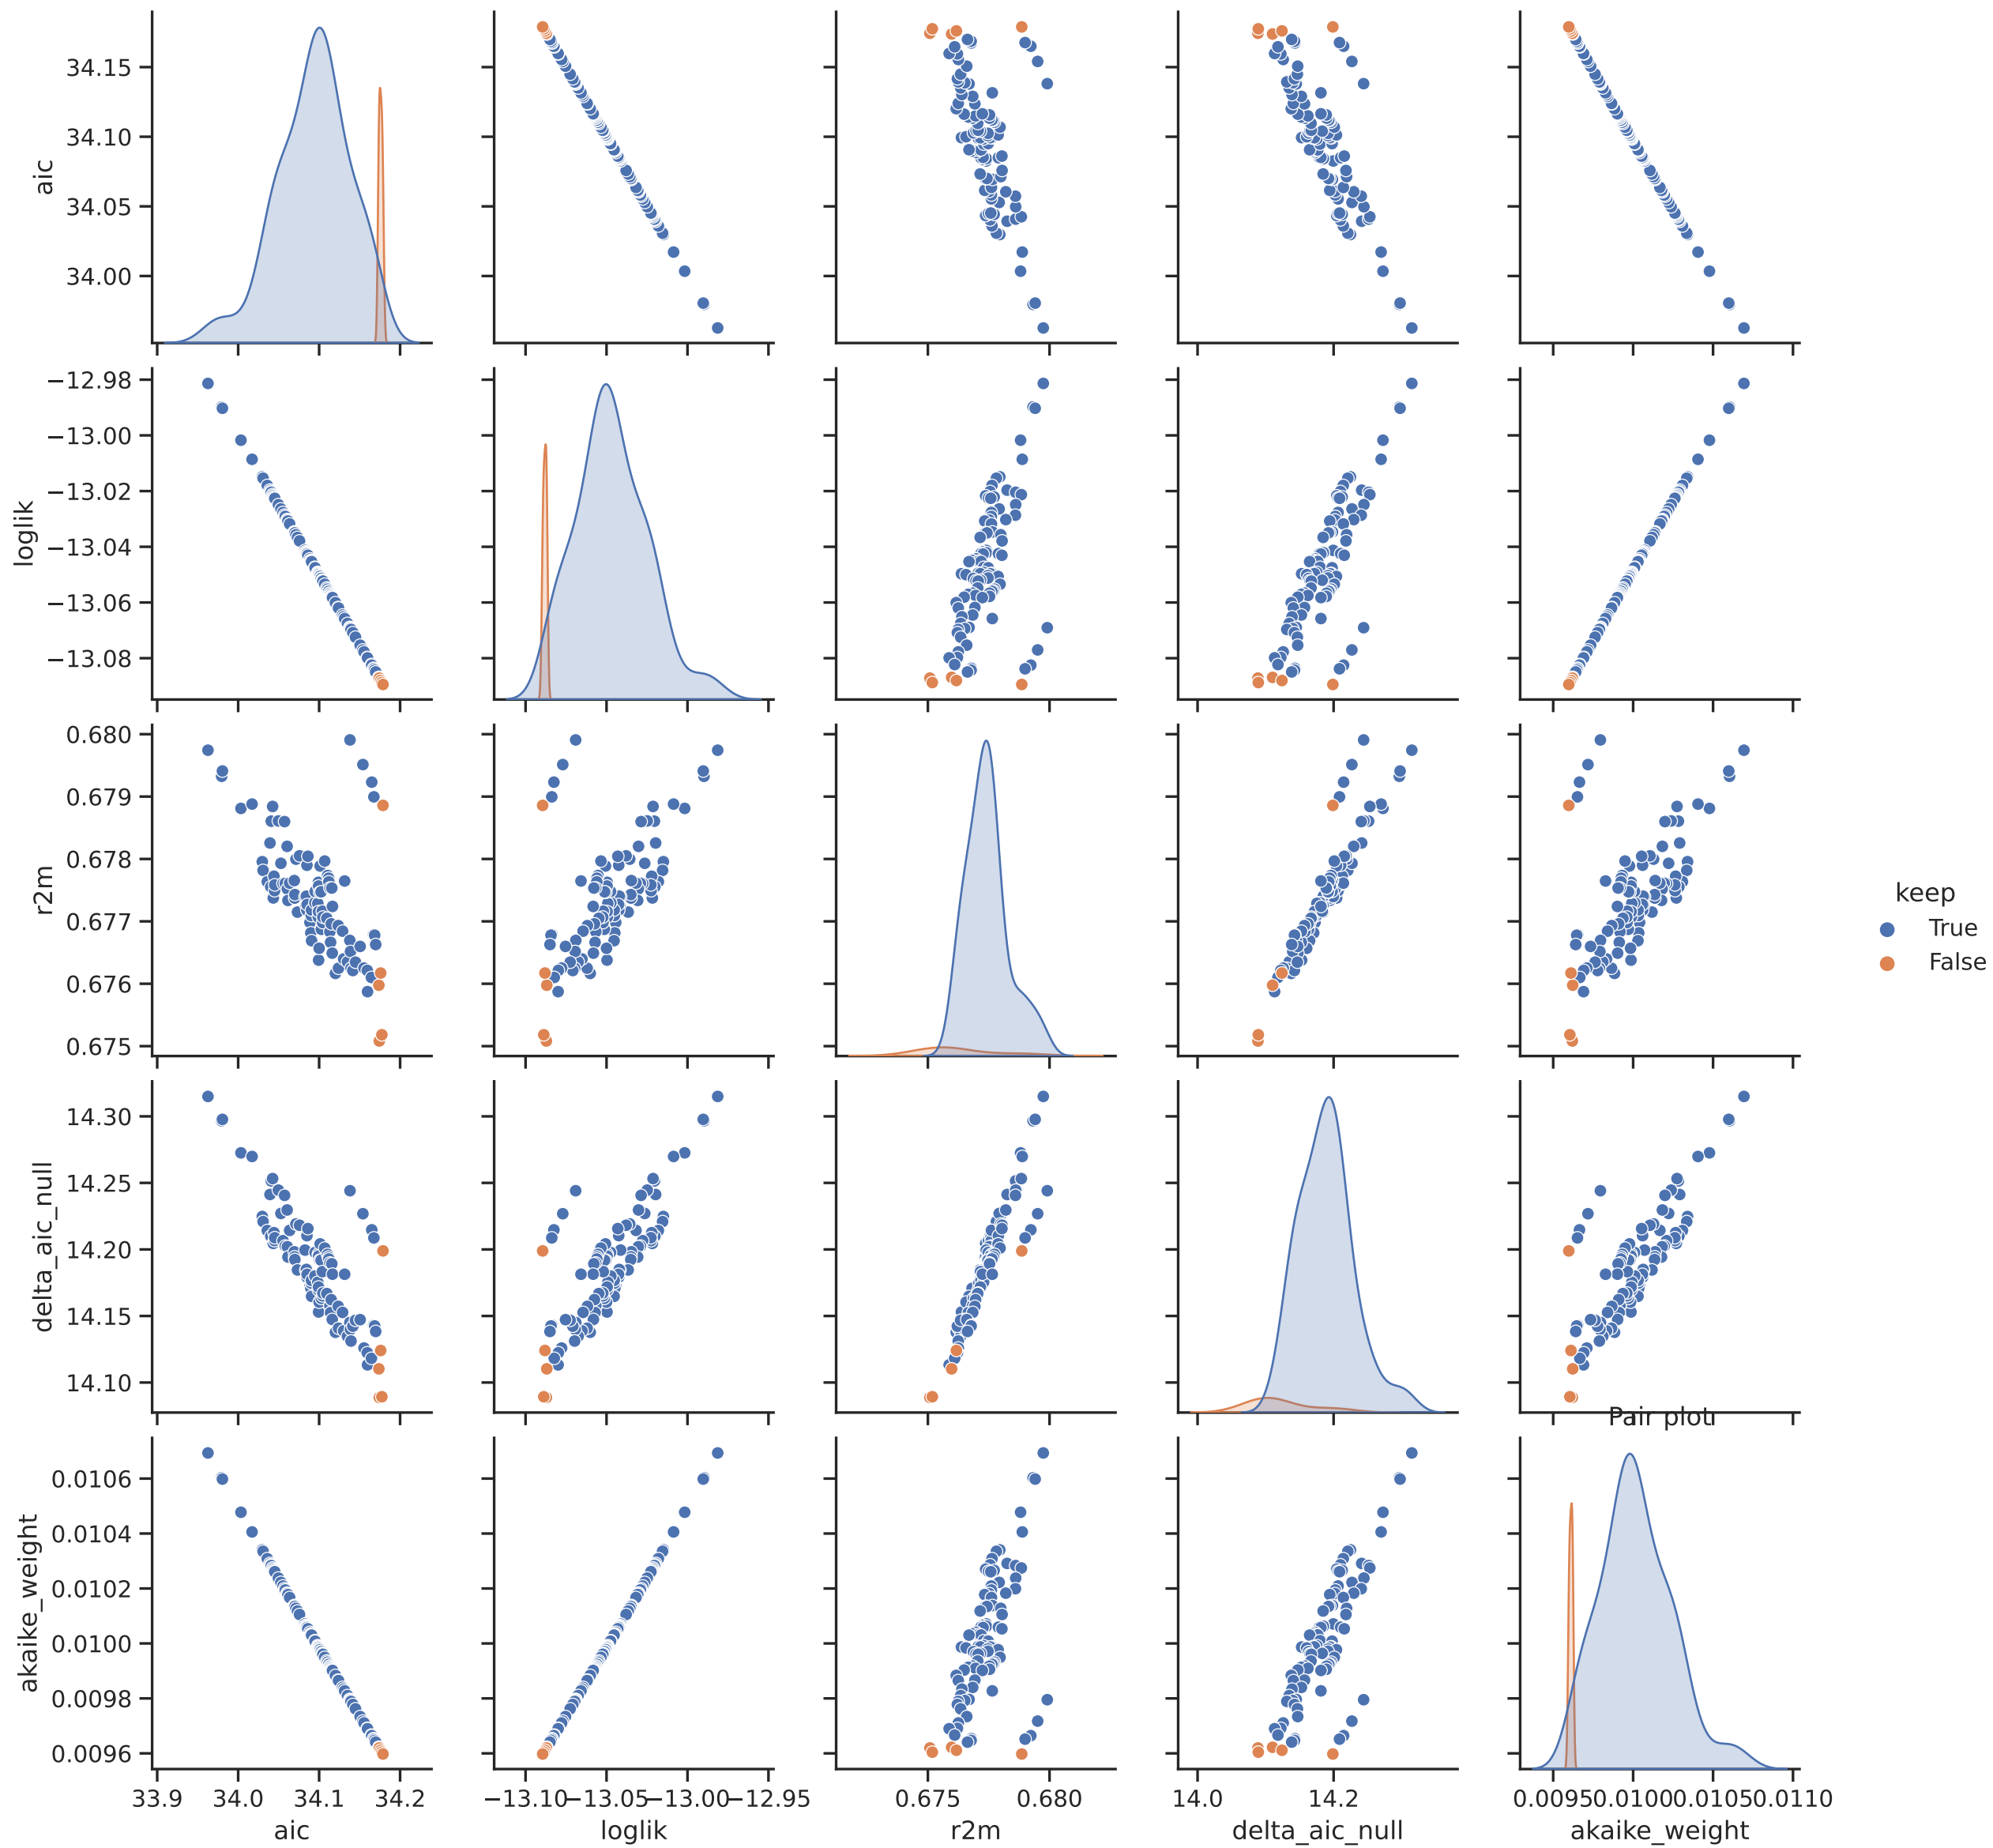 aic
34.15
34.10
34.05
34.00
loglik
−12.98
−13.00
−13.02
−13.04
−13.06
−13.08
r2m
0.680
0.679
0.678
0.677
0.676
0.675
keep
True
False
delta_aic_null
14.30
14.25
14.20
14.15
14.10
Pair plot
akaike_weight
0.0106
0.0104
0.0102
0.0100
0.0098
0.0096
33.9 34.0 34.1 34.2 −13.10 −13.05 −13.00 −12.95 0.675 0.680 14.0 14.2 0.0095 0.0100 0.0105 0.0110
aic loglik r2m delta_aic_null akaike_weight